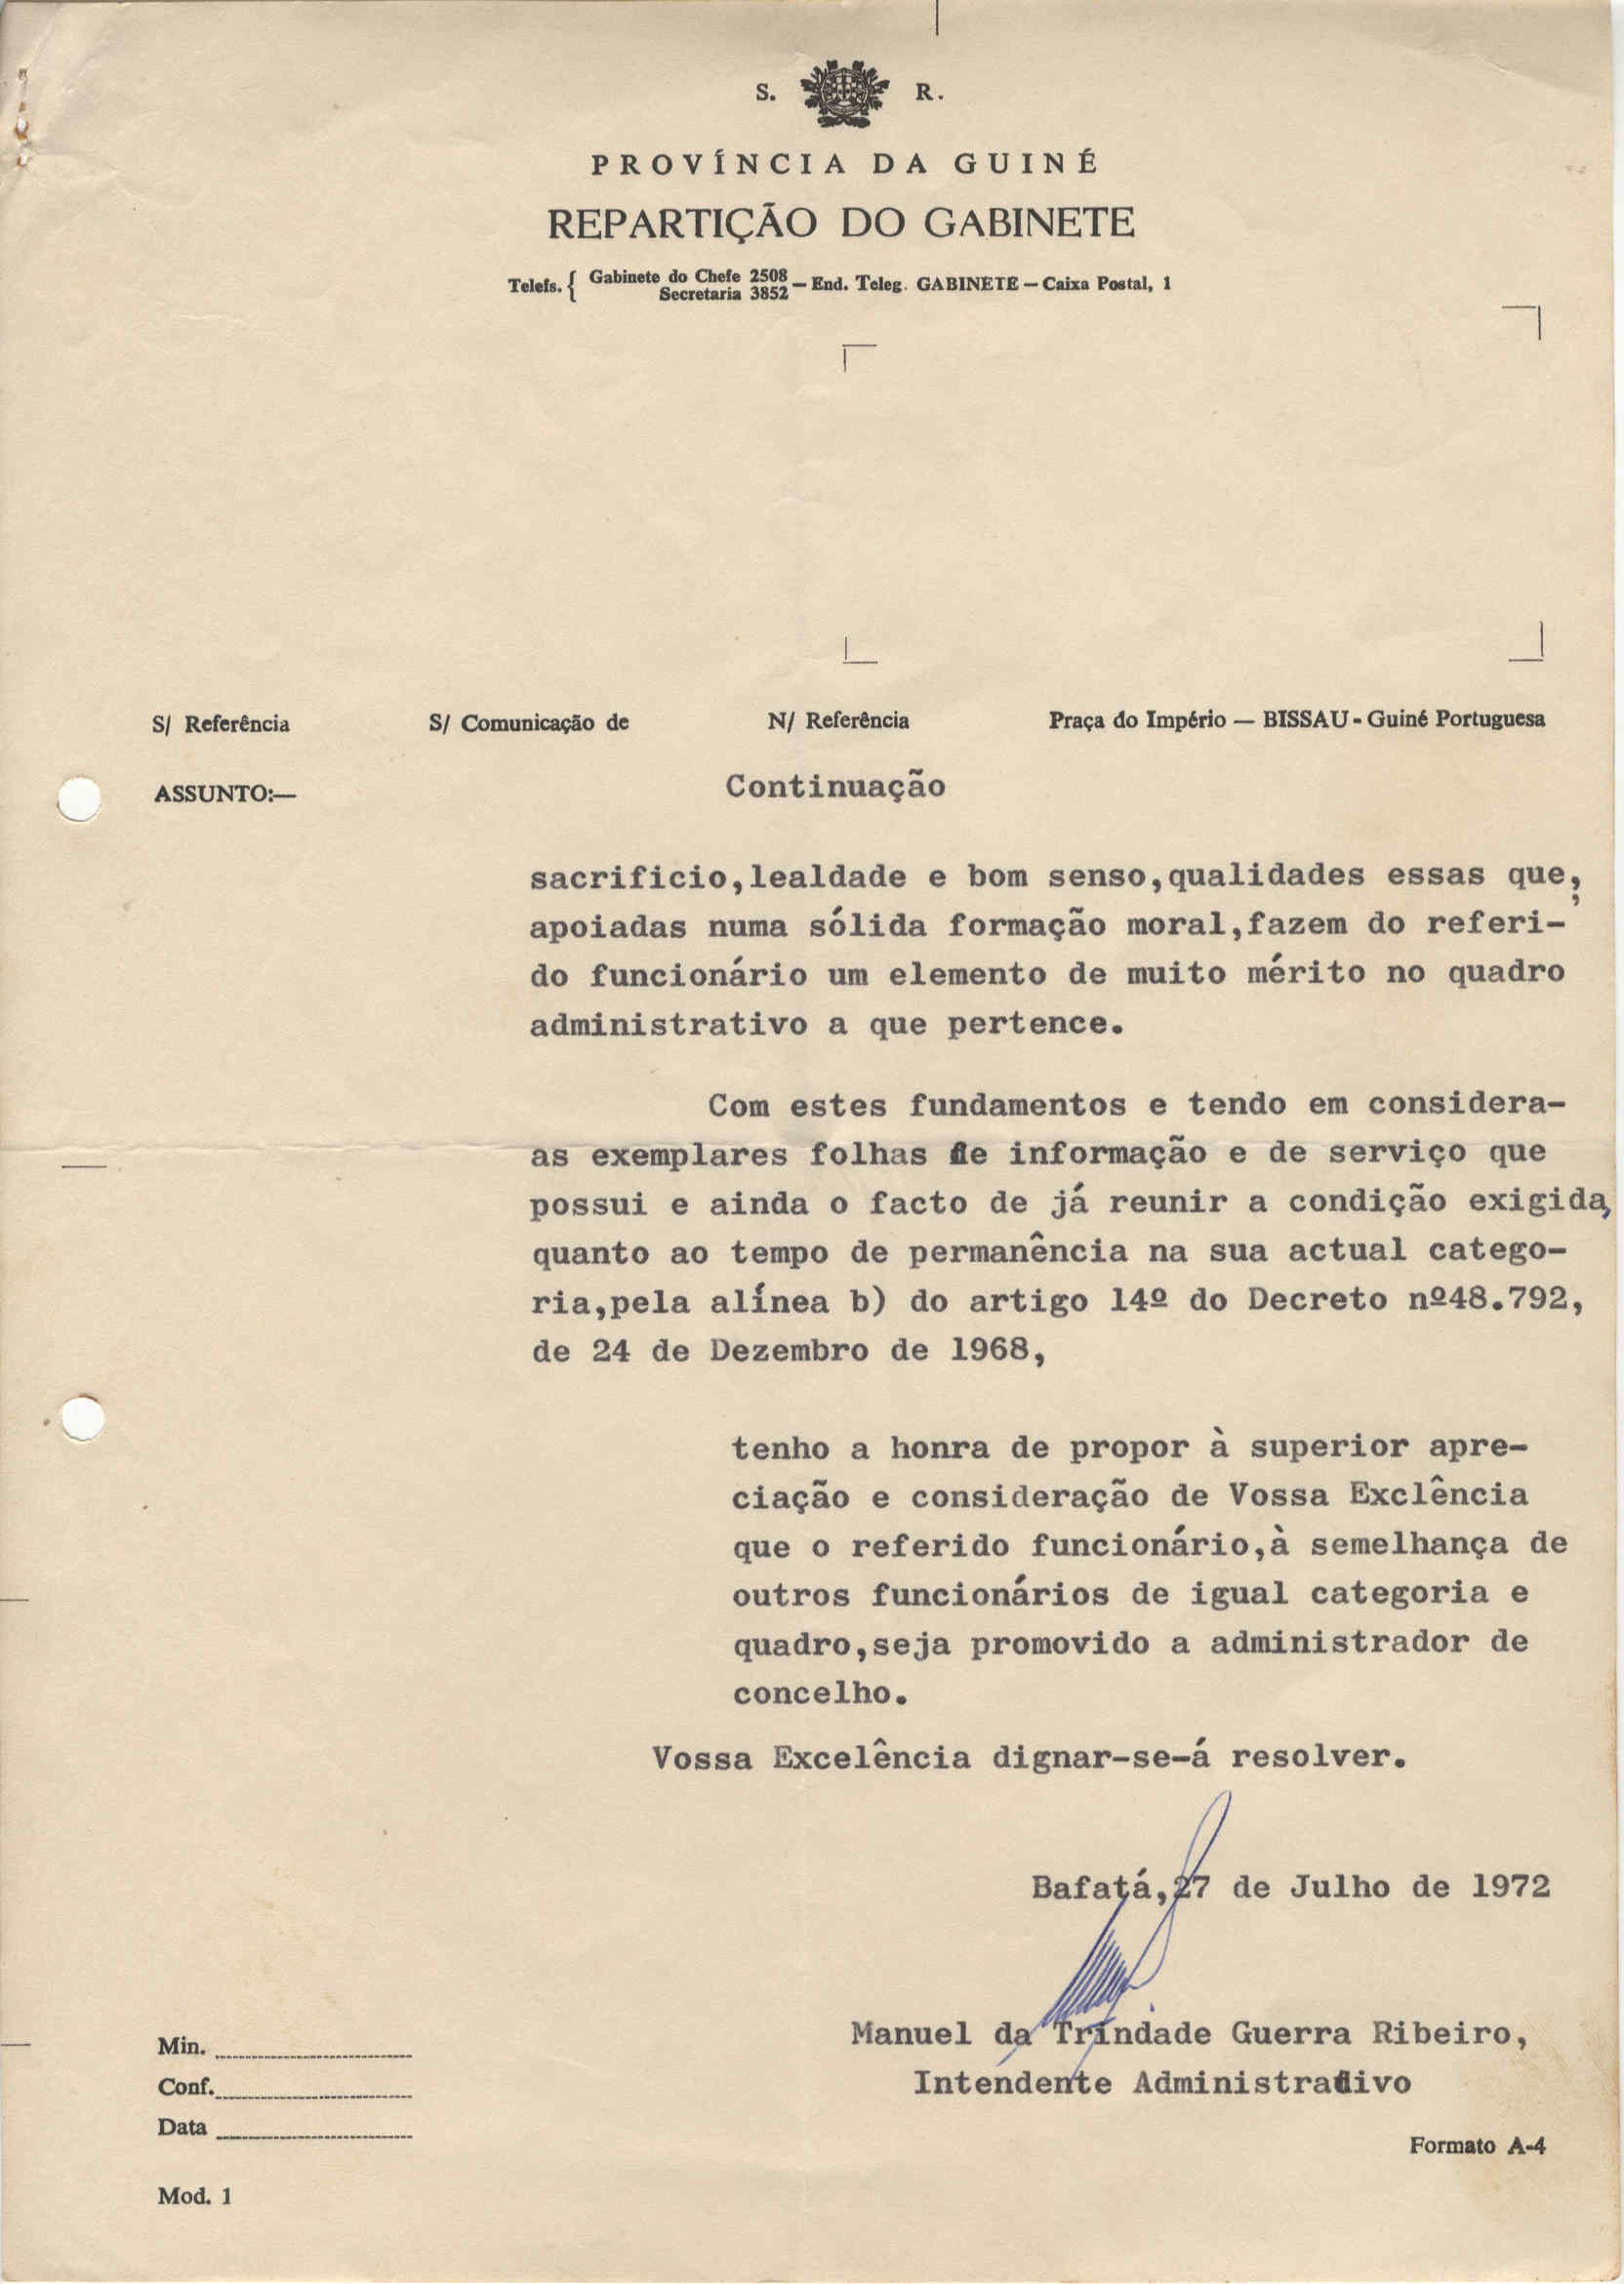 S. R.
PROVÍNCIA DA GUINÉ
REPARTIÇÃO DO GABINETE
Telefs. { Gabinete do Chefe 2508
Secretaria 3852 — End. Teleg. GABINETE — Caixa Postal, 1
S/ Referência S/ Comunicação de N/ Referência Praça do Império — BISSAU - Guiné Portuguesa
ASSUNTO:— Continuação
sacrificio,lealdade e bom senso,qualidades essas que,
apoiadas numa sólida formação moral,fazem do referi-
do funcionário um elemento de muito mérito no quadro
administrativo a que pertence.
Com estes fundamentos e tendo em considera-
as exemplares folhas de informação e de serviço que
possui e ainda o facto de já reunir a condição exigida,
quanto ao tempo de permanência na sua actual catego-
ria,pela alínea b) do artigo 14º do Decreto nº48.792,
de 24 de Dezembro de 1968,
tenho a honra de propor à superior apre-
ciação e consideração de Vossa Exclência
que o referido funcionário,à semelhança de
outros funcionários de igual categoria e
quadro,seja promovido a administrador de
concelho.
Vossa Excelência dignar-se-á resolver.
Bafatá,27 de Julho de 1972
Manuel da Trindade Guerra Ribeiro,
Intendente Administrativo
Min.
Conf.
Data
Formato A-4
Mod. 1